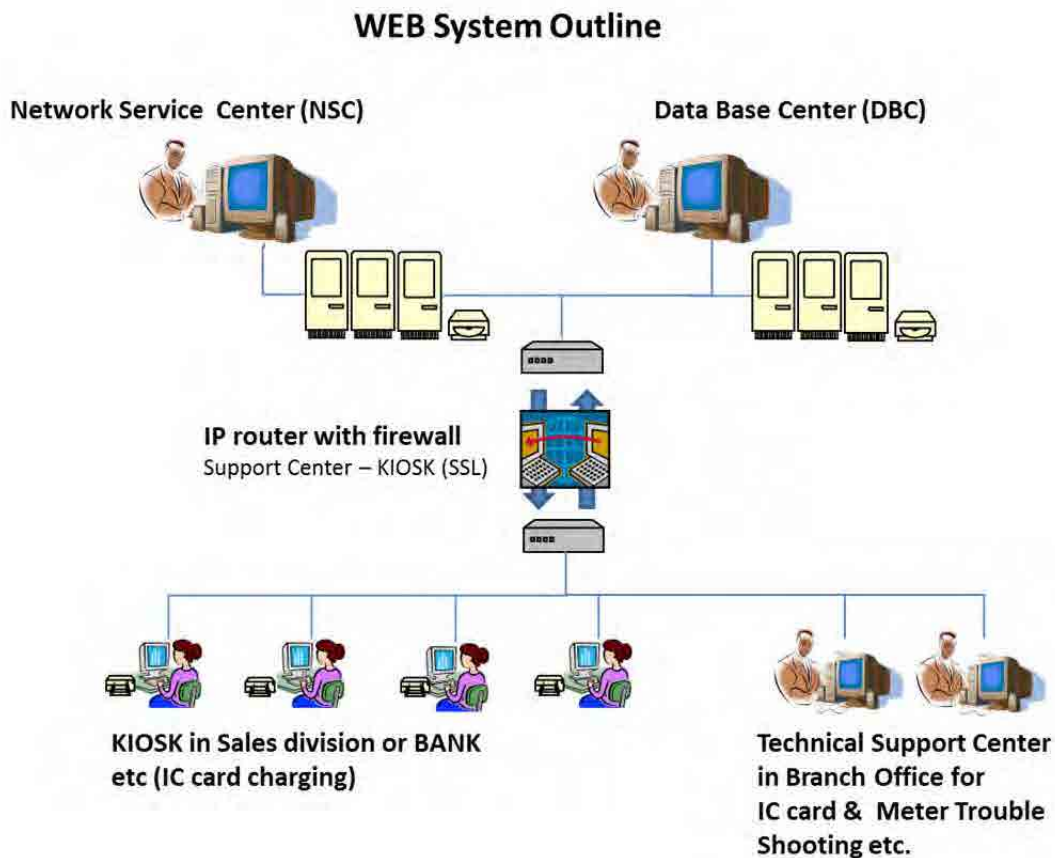 WEB System Outline
Network Service Center (NSC)
Data Base Center (DBC)
IP router with firewall
Support Center – KIOSK (SSL)
KIOSK in Sales division or BANK
etc (IC card charging)
Technical Support Center
in Branch Office for
IC card & Meter Trouble
Shooting etc.